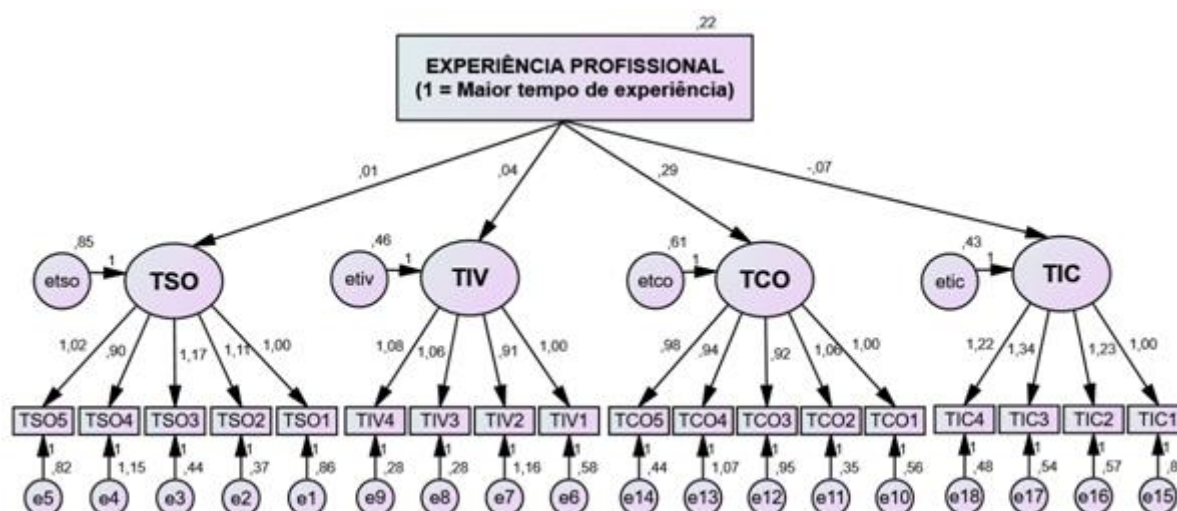 ,22
EXPERIÊNCIA PROFISSIONAL
(1 = Maior tempo de experiência)
,01 ,04 ,29 -,07
,85 ,46 ,61 ,43
etso 1 TSO etiv 1 TIV etco 1 TCO etic 1 TIC
1,02 ,90 1,17 1,11 1,00 1,08 1,06 ,91 1,00 ,98 ,94 ,92 1,06 1,00 1,22 1,34 1,23 1,00
TSO5 TSO4 TSO3 TSO2 TSO1 TIV4 TIV3 TIV2 TIV1 TCO5 TCO4 TCO3 TCO2 TCO1 TIC4 TIC3 TIC2 TIC1
1 1 1 1 1 1 1 1 1 1 1 1 1 1 1 1 1 1
,82 1,15 ,44 ,37 ,86 ,28 ,28 1,16 ,58 ,44 1,07 ,95 ,35 ,56 ,48 ,54 ,57
e5 e4 e3 e2 e1 e9 e8 e7 e6 e14 e13 e12 e11 e10 e18 e17 e16 e15